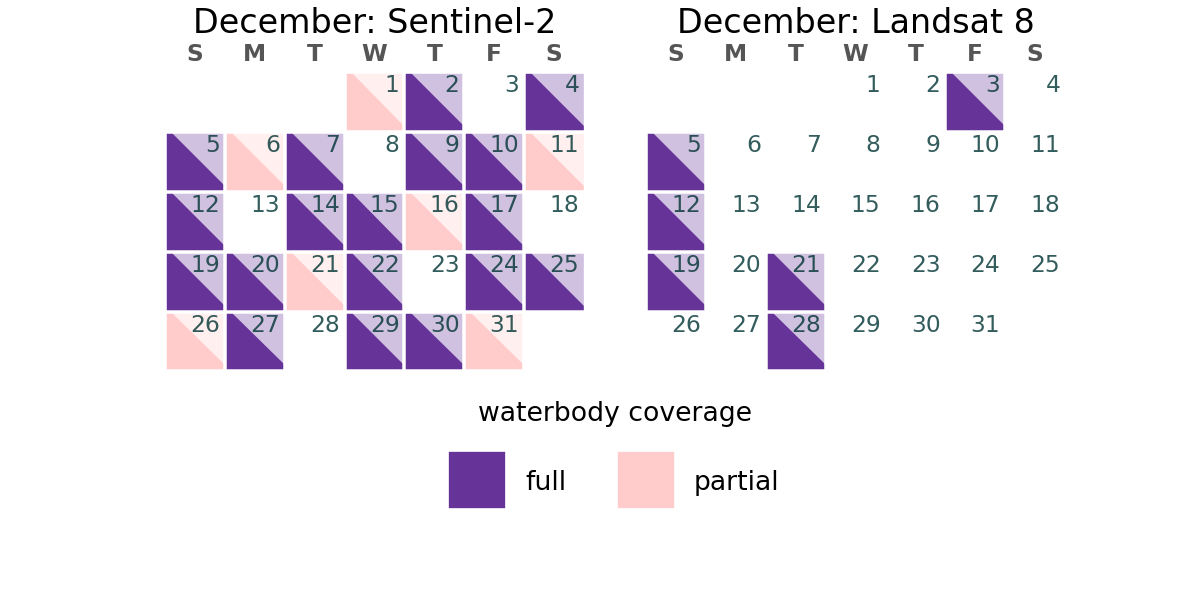 December: Sentinel-2
S M T W T F S
1 2 3 4
5 6 7 8 9 10 11
12 13 14 15 16 17 18
19 20 21 22 23 24 25
26 27 28 29 30 31
December: Landsat 8
S M T W T F S
1 2 3 4
5 6 7 8 9 10 11
12 13 14 15 16 17 18
19 20 21 22 23 24 25
26 27 28 29 30 31
waterbody coverage
full partial